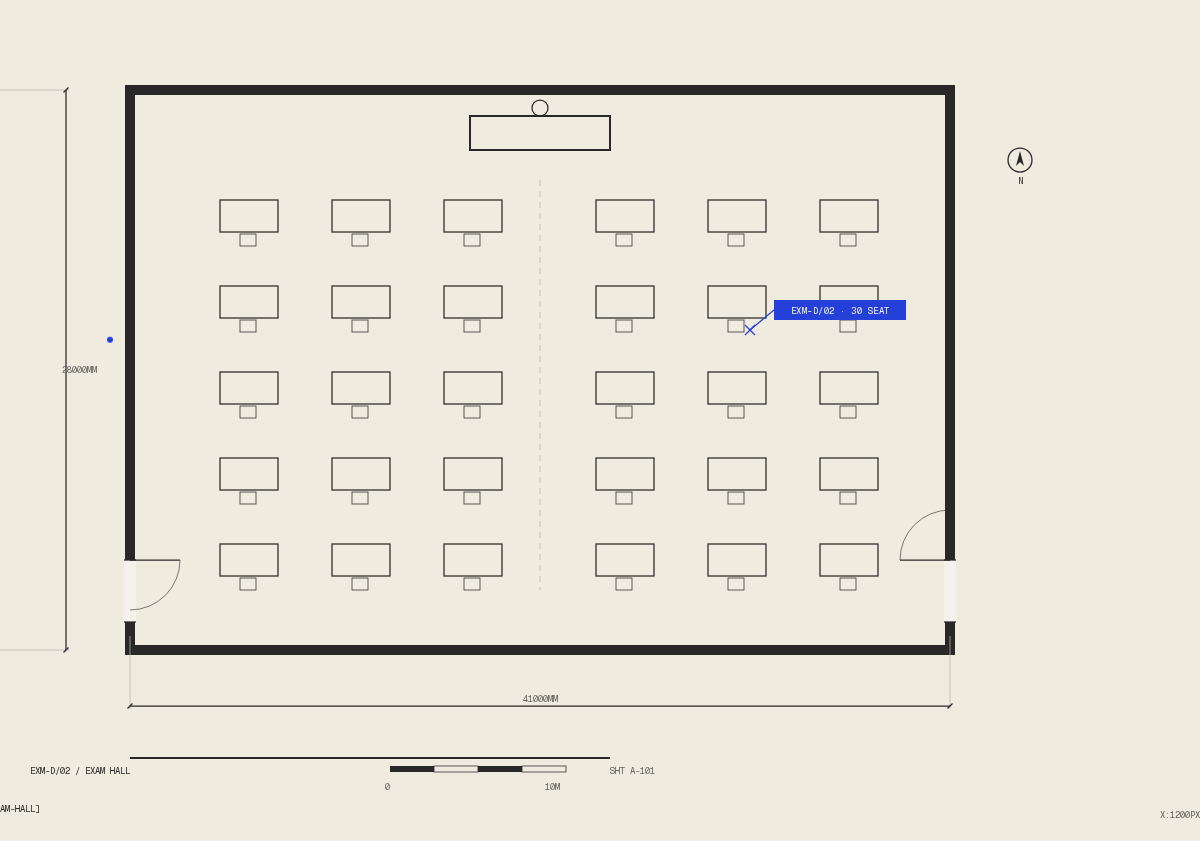 N
EXM-D/02 · 30 SEAT
28000MM
41000MM
EXM-D/02 / EXAM HALL
SHT A-101
0
10M
AM-HALL]
X:1200PX